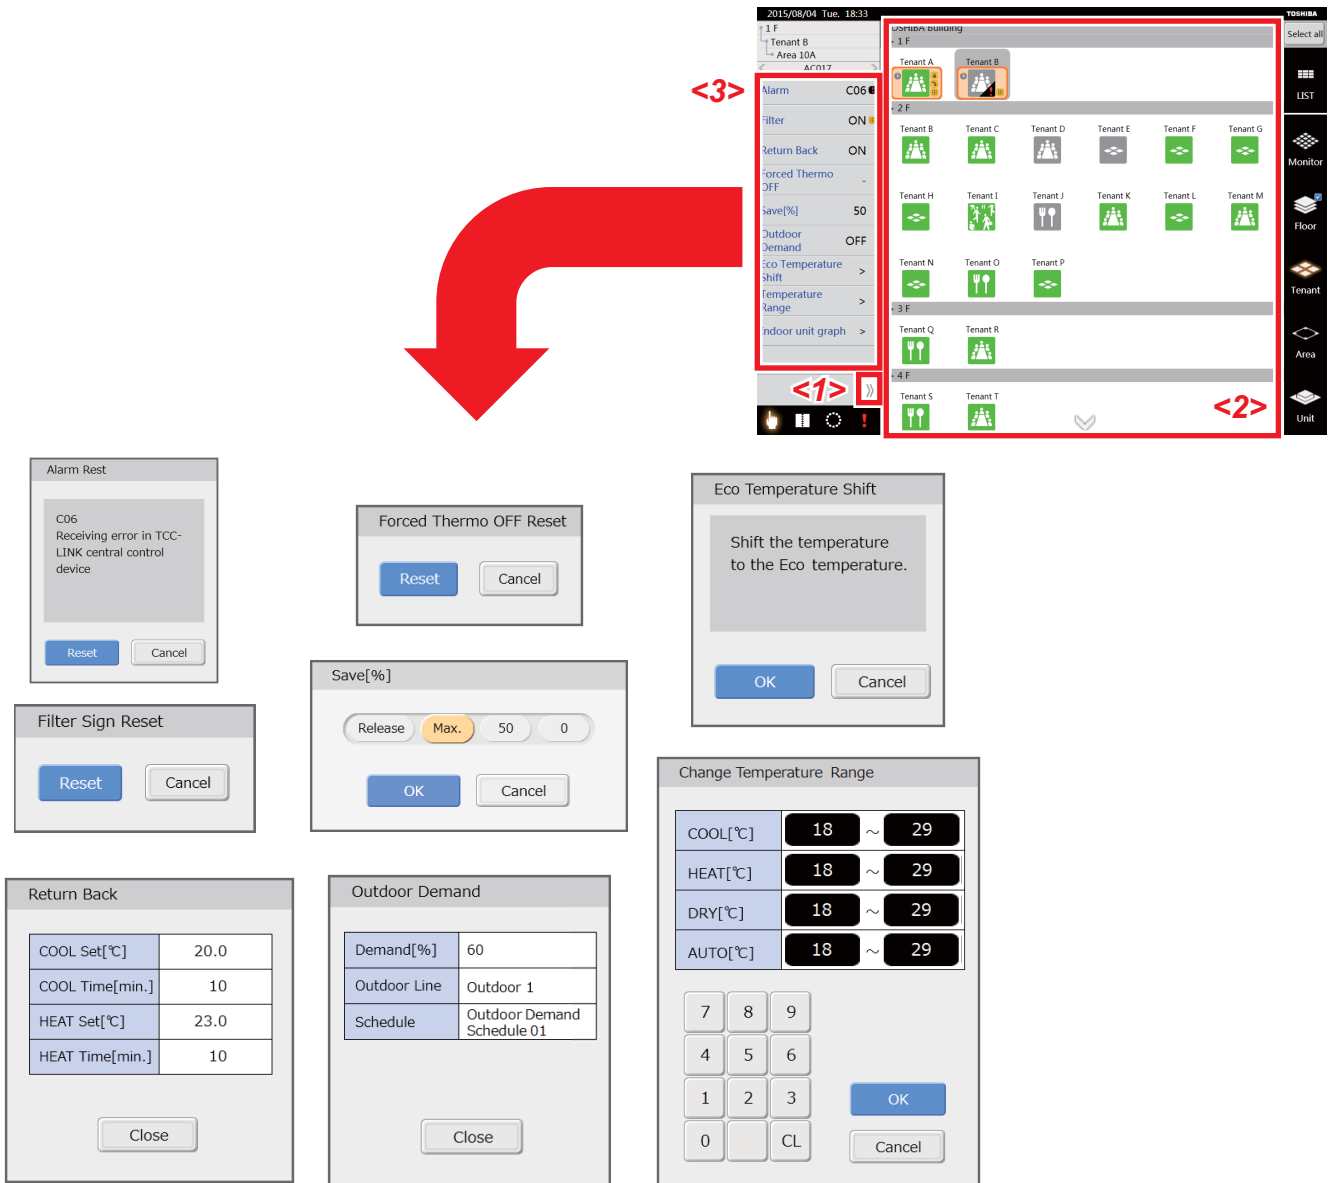 2015/08/04 Tue. 18:33
TOSHIBA
1 F
Tenant B
Area 10A
AC017
TOSHIBA Building
Select all
<3>
Alarm C06
Filter ON
Return Back ON
Forced Thermo
OFF -
Save[%] 50
Outdoor
Demand OFF
Eco Temperature
Shift >
Temperature
Range >
Indoor unit graph >
<1>
»
1 F
Tenant A Tenant B
2 F
Tenant B Tenant C Tenant D Tenant E Tenant F Tenant G
Tenant H Tenant I Tenant J Tenant K Tenant L Tenant M
Tenant N Tenant O Tenant P
3 F
Tenant Q Tenant R
4 F
Tenant S Tenant T
<2>
LIST
Monitor
Floor
Tenant
Area
Unit
Alarm Rest
C06
Receiving error in TCC-
LINK central control
device
Reset Cancel
Forced Thermo OFF Reset
Reset Cancel
Eco Temperature Shift
Shift the temperature
to the Eco temperature.
OK Cancel
Filter Sign Reset
Reset Cancel
Save[%]
Release Max. 50 0
OK Cancel
Change Temperature Range
COOL[℃] 18 ~ 29
HEAT[℃] 18 ~ 29
DRY[℃] 18 ~ 29
AUTO[℃] 18 ~ 29
7 8 9
4 5 6
1 2 3
0 CL
OK
Cancel
Return Back
COOL Set[℃] 20.0
COOL Time[min.] 10
HEAT Set[℃] 23.0
HEAT Time[min.] 10
Close
Outdoor Demand
Demand[%] 60
Outdoor Line Outdoor 1
Schedule Outdoor Demand
Schedule 01
Close